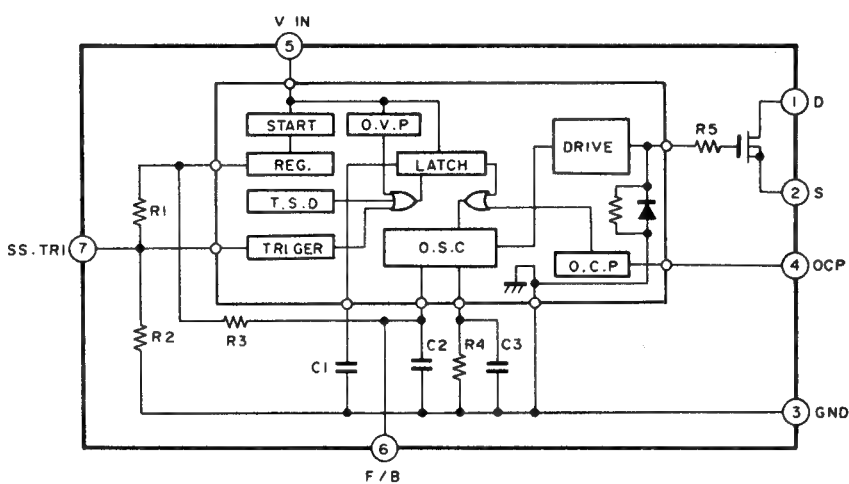 V IN
5
START
O.V.P
1 D
REG.
LATCH
DRIVE
R5
T.S.D
R1
2 S
SS.TRI 7
TRIGER
O.S.C
O.C.P
4 OCP
R2
R3
C1
C2
R4
C3
3 GND
6
F/B